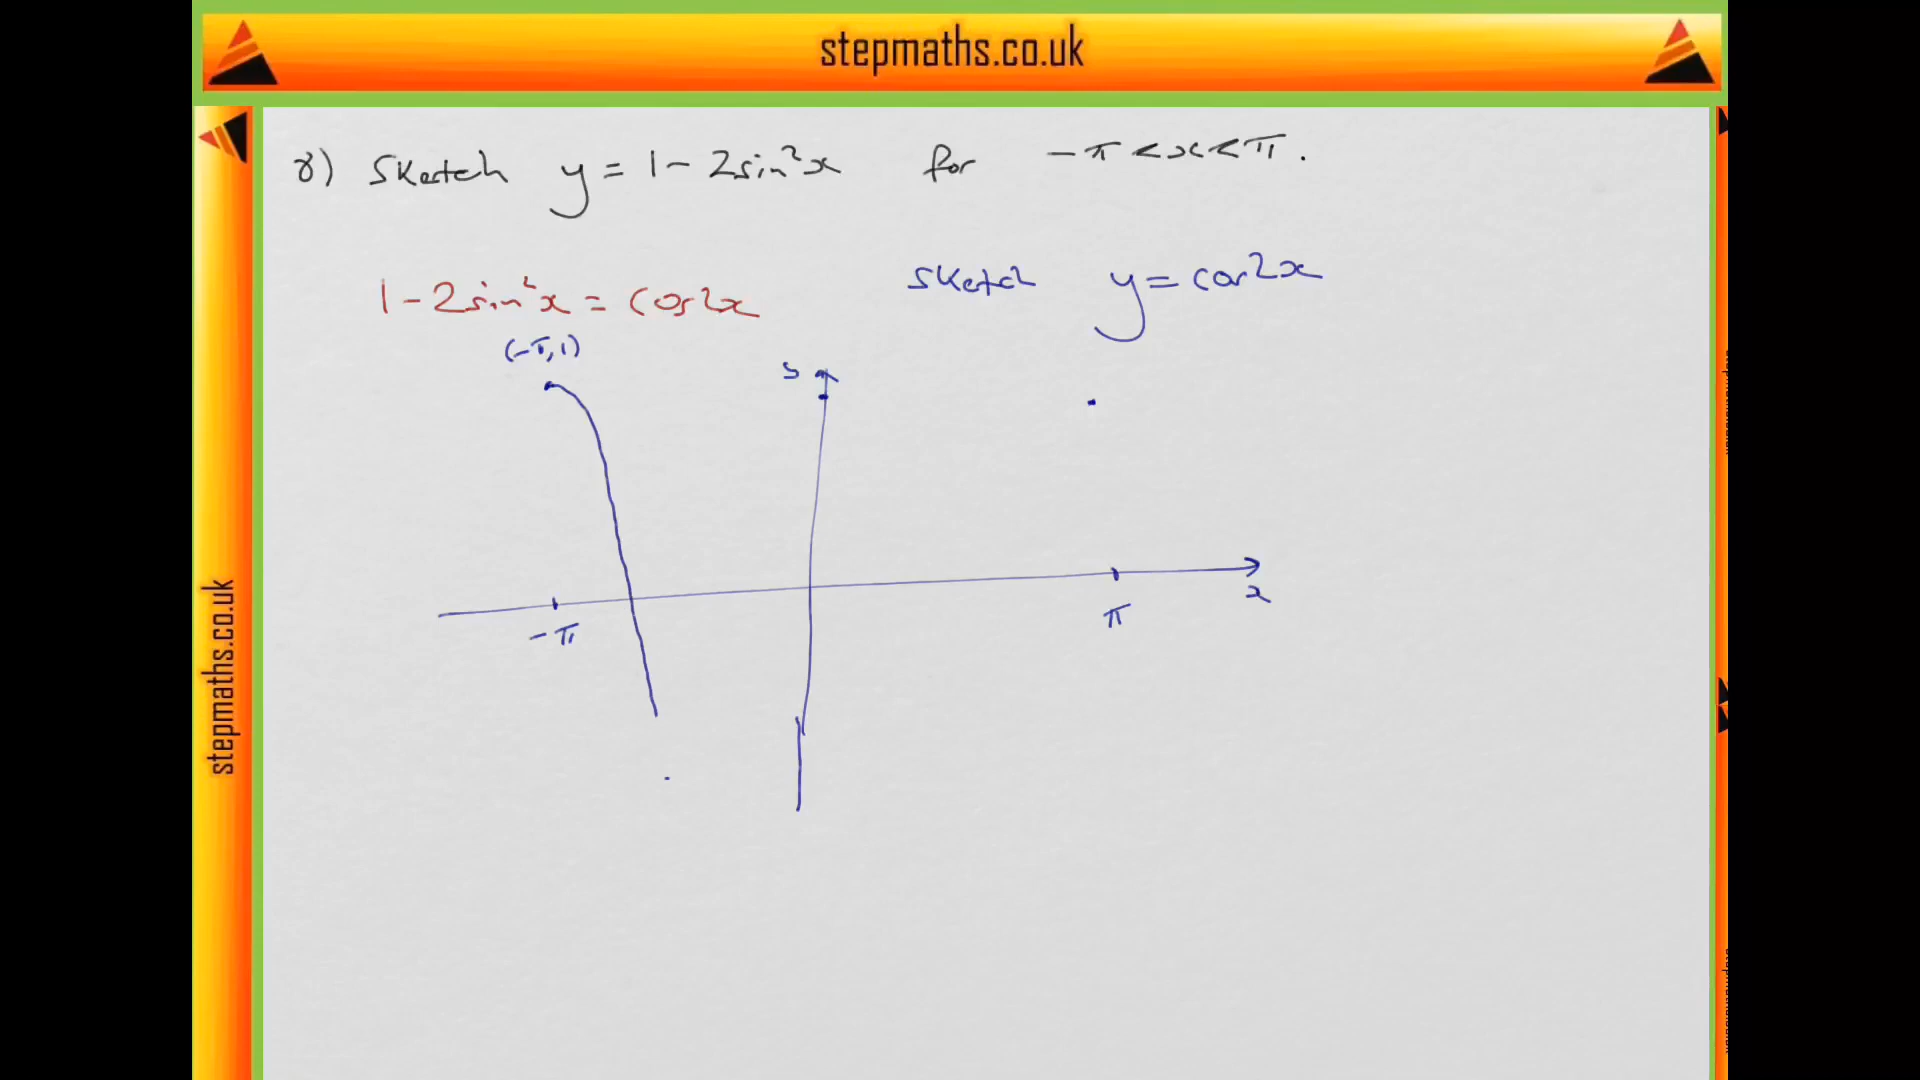 stepmaths.co.uk
8) Sketch y = 1 - 2sin²x for -π < x < π.
1 - 2sin²x = cos2x
Sketch y = cos2x
(-π, 1)
y
x
-π
π
stepmaths.co.uk